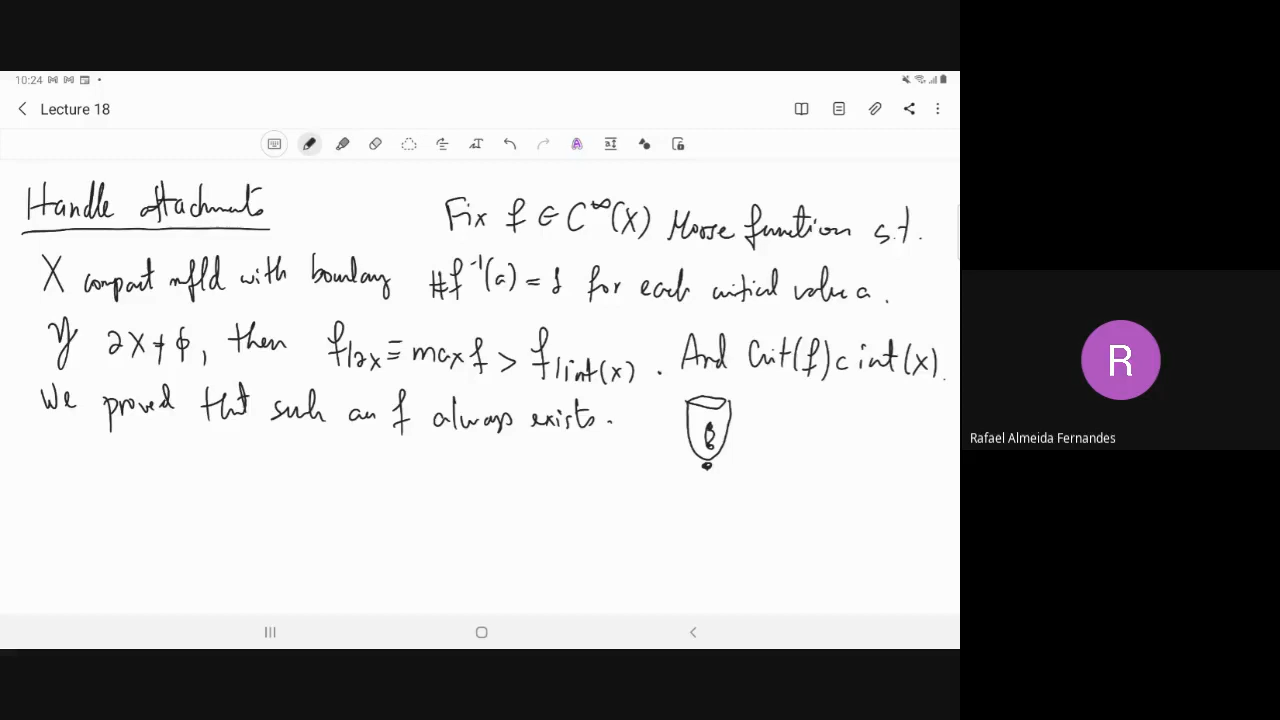 10:24
Lecture 18
Handle attachments
Fix f ∈ C^∞(X) Morse function s.t.
X compact mfld with boundary #f^{-1}(a) = 1 for each critical value a.
If ∂X ≠ ∅, then f|∂X ≡ max f > f|int(X). And Crit(f) ⊂ int(X).
We proved that such an f always exists.
R
Rafael Almeida Fernandes